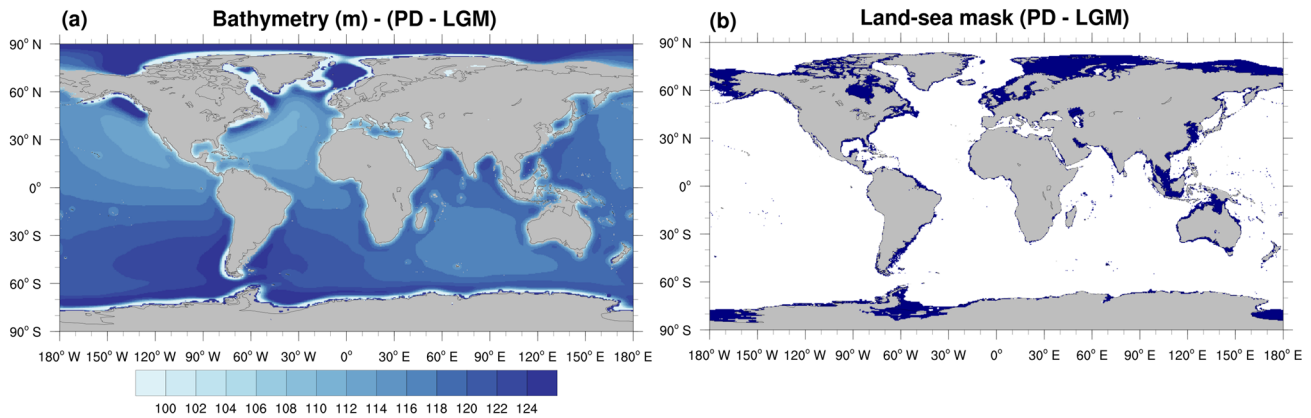 (a) Bathymetry (m) - (PD - LGM)
90° N
60° N
30° N
0°
30° S
60° S
90° S
180° W 150° W 120° W 90° W 60° W 30° W 0° 30° E 60° E 90° E 120° E 150° E 180° E
100 102 104 106 108 110 112 114 116 118 120 122 124
(b) Land-sea mask (PD - LGM)
90° N
60° N
30° N
0°
30° S
60° S
90° S
180° W 150° W 120° W 90° W 60° W 30° W 0° 30° E 60° E 90° E 120° E 150° E 180° E